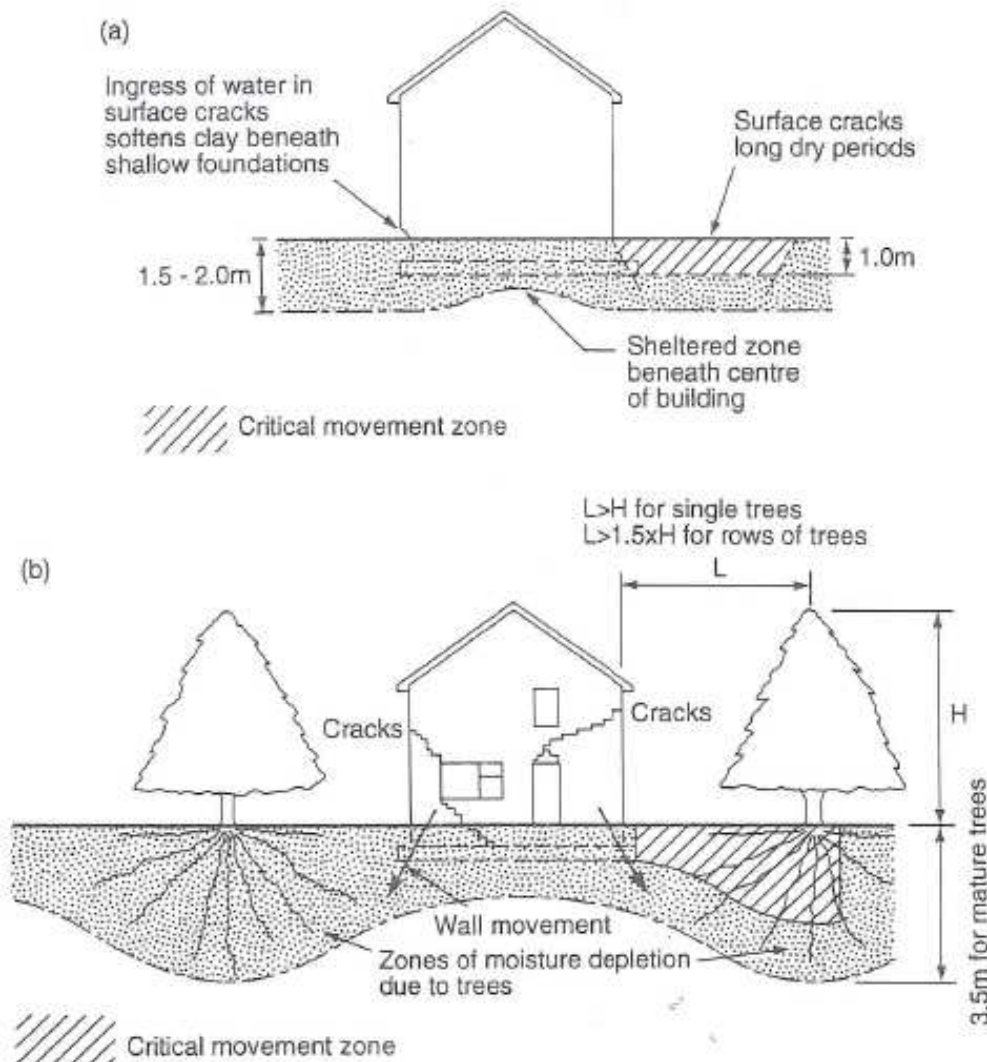 (a)
Ingress of water in
surface cracks
softens clay beneath
shallow foundations
Surface cracks
long dry periods
1.5 - 2.0m
1.0m
Sheltered zone
beneath centre
of building
Critical movement zone
L>H for single trees
L>1.5xH for rows of trees
(b)
L
Cracks
Cracks
H
Wall movement
Zones of moisture depletion
due to trees
3.5m for mature trees
Critical movement zone